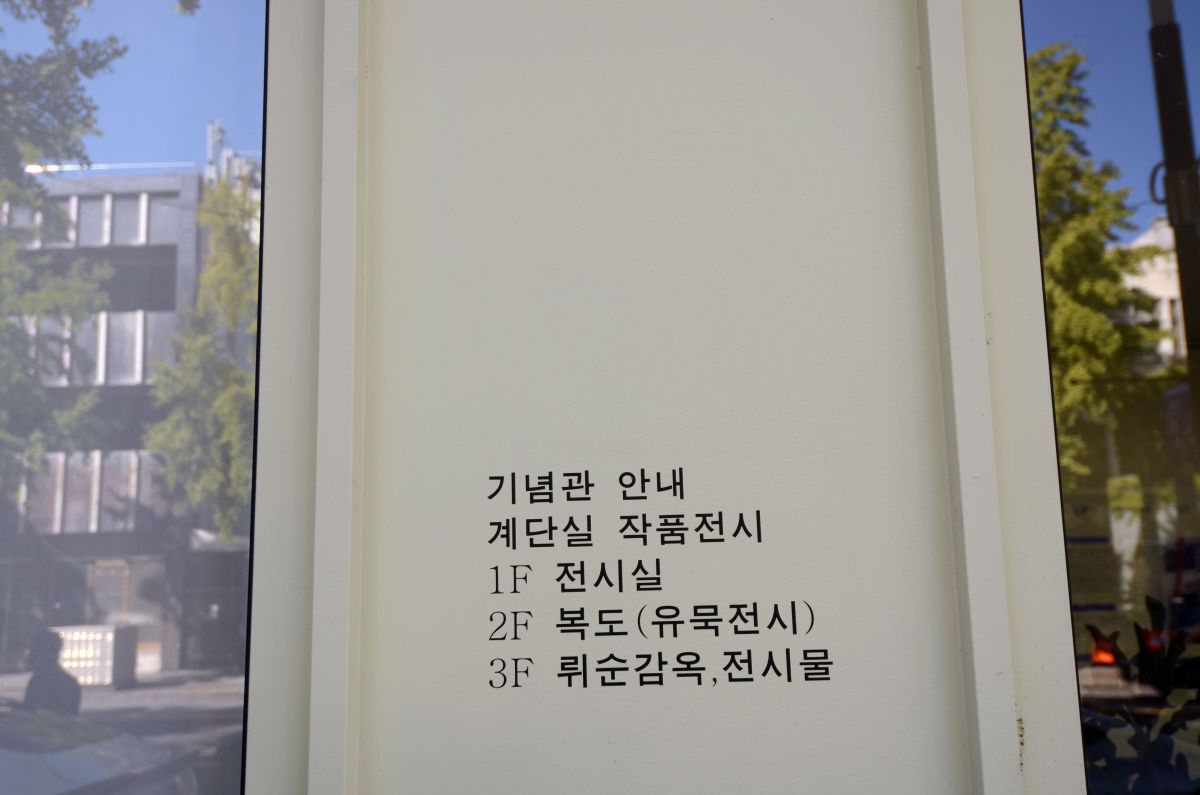 기념관 안내
계단실 작품전시
1F 전시실
2F 복도(유묵전시)
3F 뤼순감옥,전시물